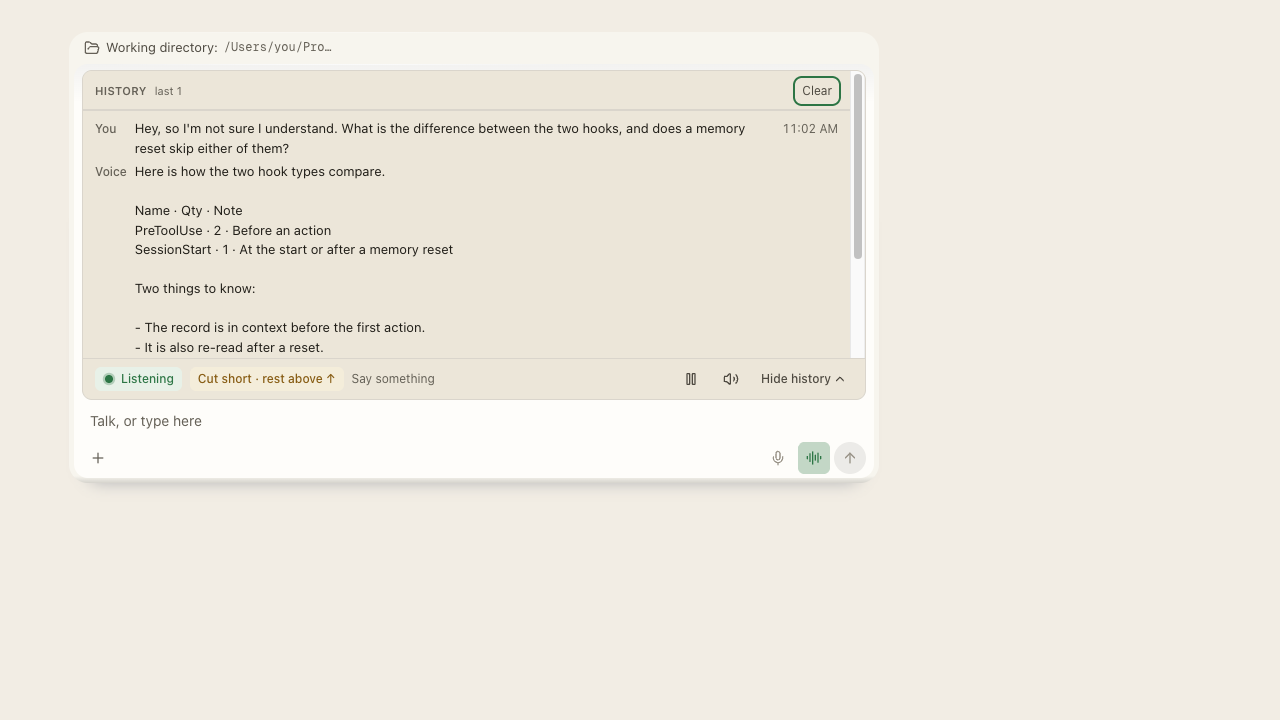 Working directory: /Users/you/Pro…
HISTORY last 1
Clear
You
Hey, so I'm not sure I understand. What is the difference between the two hooks, and does a memory
11:02 AM
reset skip either of them?
Voice
Here is how the two hook types compare.
Name · Qty · Note
PreToolUse · 2 · Before an action
SessionStart · 1 · At the start or after a memory reset
Two things to know:
- The record is in context before the first action.
- It is also re-read after a reset.
Listening
Cut short · rest above ↑
Say something
Hide history
Talk, or type here